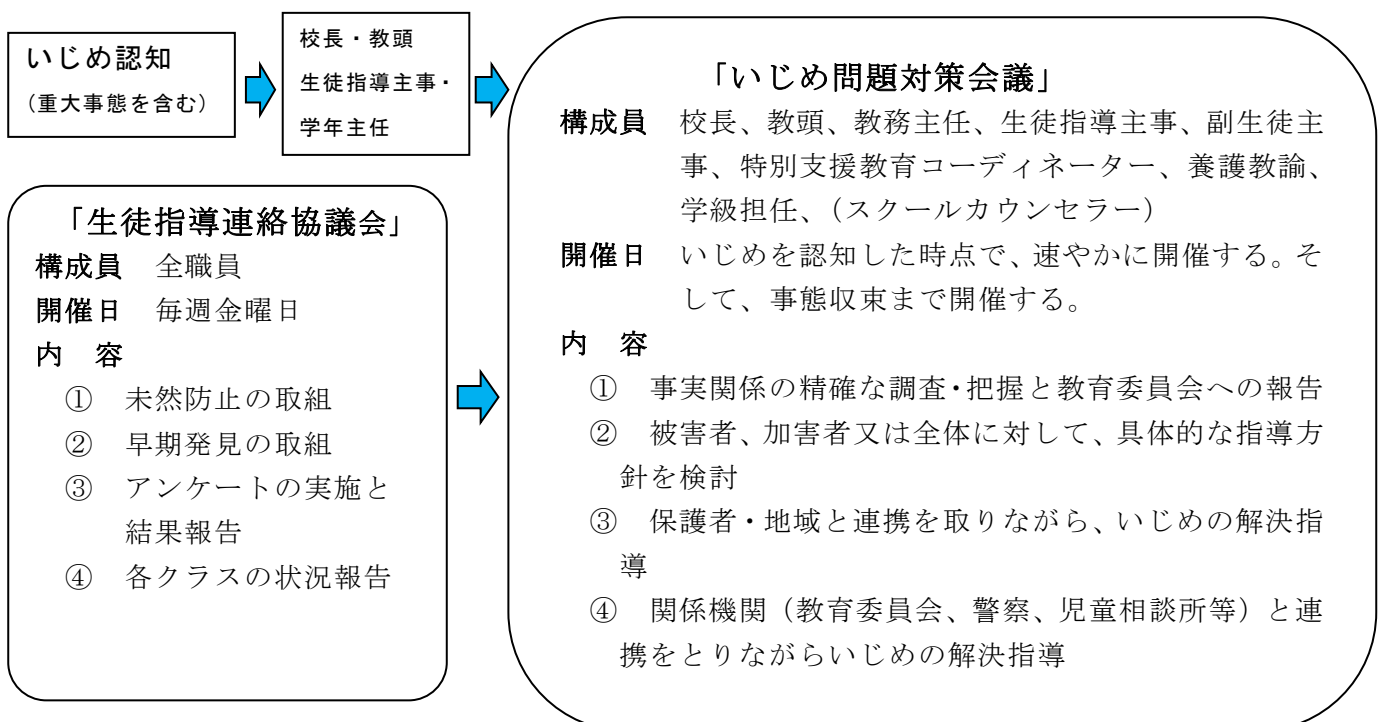 いじめ認知
（重大事態を含む）
校長・教頭
生徒指導主事・
学年主任
「生徒指導連絡協議会」
構成員　全職員
開催日　毎週金曜日
内　容
①　未然防止の取組
②　早期発見の取組
③　アンケートの実施と
結果報告
④　各クラスの状況報告
「いじめ問題対策会議」
構成員　校長、教頭、教務主任、生徒指導主事、副生徒主
事、特別支援教育コーディネーター、養護教諭、
学級担任、（スクールカウンセラー）
開催日　いじめを認知した時点で、速やかに開催する。そ
して、事態収束まで開催する。
内　容
①　事実関係の精確な調査・把握と教育委員会への報告
②　被害者、加害者又は全体に対して、具体的な指導方
針を検討
③　保護者・地域と連携を取りながら、いじめの解決指
導
④　関係機関（教育委員会、警察、児童相談所等）と連
携をとりながらいじめの解決指導